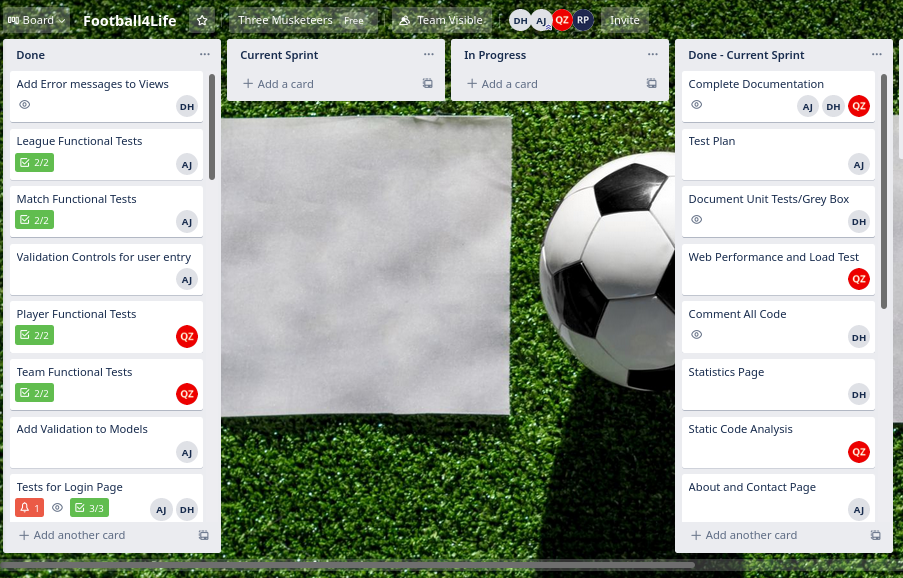 Board
Football4Life
Three Musketeers Free
Team Visible
DH AJ QZ RP
Invite
Done
Add Error messages to Views
DH
League Functional Tests
2/2
AJ
Match Functional Tests
2/2
AJ
Validation Controls for user entry
AJ
Player Functional Tests
2/2
QZ
Team Functional Tests
2/2
QZ
Add Validation to Models
AJ
Tests for Login Page
1 3/3
AJ DH
+ Add another card
Current Sprint
+ Add a card
In Progress
+ Add a card
Done - Current Sprint
Complete Documentation
AJ DH QZ
Test Plan
AJ
Document Unit Tests/Grey Box
DH
Web Performance and Load Test
QZ
Comment All Code
DH
Statistics Page
DH
Static Code Analysis
QZ
About and Contact Page
AJ
+ Add another card